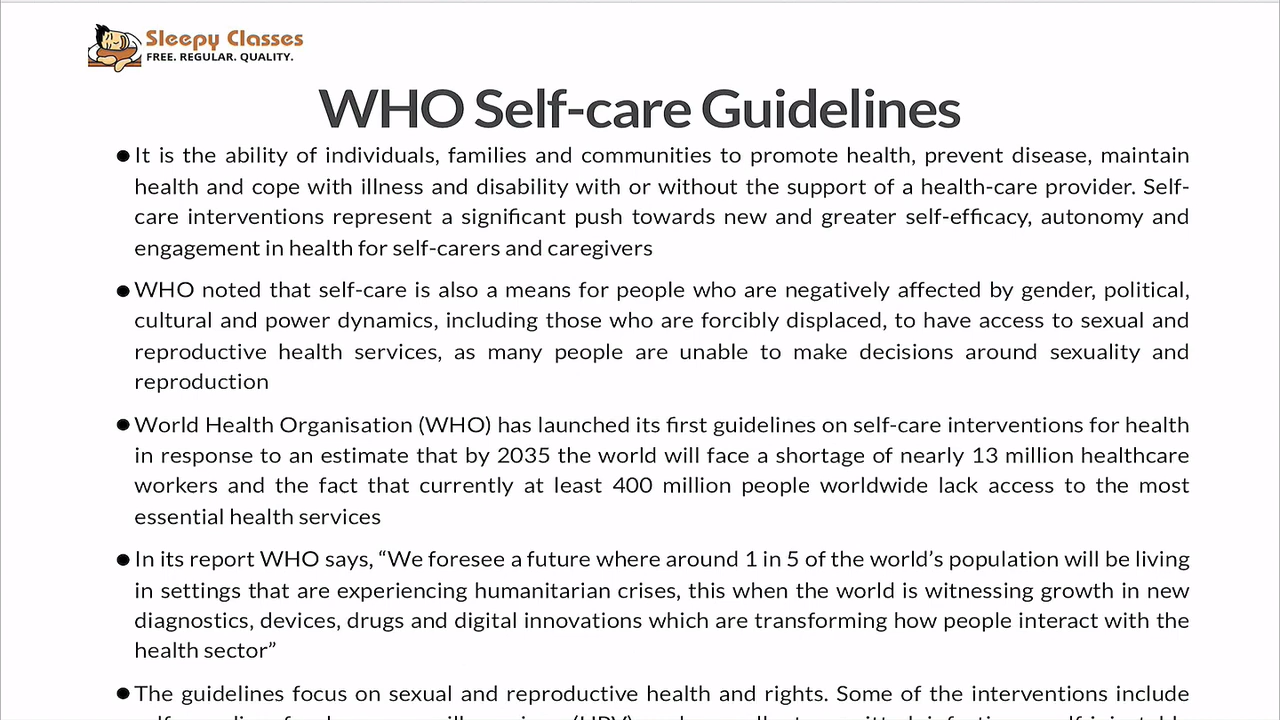 Sleepy Classes
FREE. REGULAR. QUALITY.
WHO Self-care Guidelines
● It is the ability of individuals, families and communities to promote health, prevent disease, maintain
health and cope with illness and disability with or without the support of a health-care provider. Self-
care interventions represent a significant push towards new and greater self-efficacy, autonomy and
engagement in health for self-carers and caregivers
● WHO noted that self-care is also a means for people who are negatively affected by gender, political,
cultural and power dynamics, including those who are forcibly displaced, to have access to sexual and
reproductive health services, as many people are unable to make decisions around sexuality and
reproduction
● World Health Organisation (WHO) has launched its first guidelines on self-care interventions for health
in response to an estimate that by 2035 the world will face a shortage of nearly 13 million healthcare
workers and the fact that currently at least 400 million people worldwide lack access to the most
essential health services
● In its report WHO says, “We foresee a future where around 1 in 5 of the world’s population will be living
in settings that are experiencing humanitarian crises, this when the world is witnessing growth in new
diagnostics, devices, drugs and digital innovations which are transforming how people interact with the
health sector”
● The guidelines focus on sexual and reproductive health and rights. Some of the interventions include